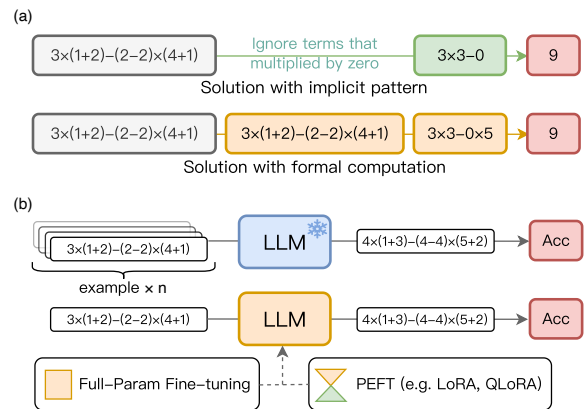 (a)
3×(1+2)−(2−2)×(4+1)
Ignore terms that
multiplied by zero
3×3−0
9
Solution with implicit pattern
3×(1+2)−(2−2)×(4+1)
3×(1+2)−(2−2)×(4+1)
3×3−0×5
9
Solution with formal computation
(b)
3×(1+2)−(2−2)×(4+1)
LLM
4×(1+3)−(4−4)×(5+2)
Acc
example × n
3×(1+2)−(2−2)×(4+1)
LLM
4×(1+3)−(4−4)×(5+2)
Acc
Full−Param Fine−tuning
PEFT (e.g. LoRA, QLoRA)